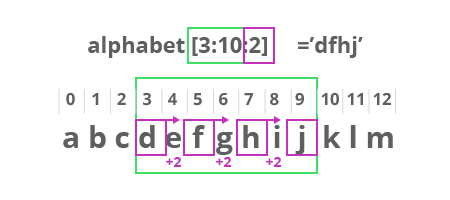 alphabet [3:10:2] =’dfhj’
0 1 2 3 4 5 6 7 8 9 10 11 12
a b c d e f g h i j k l m
+2 +2 +2